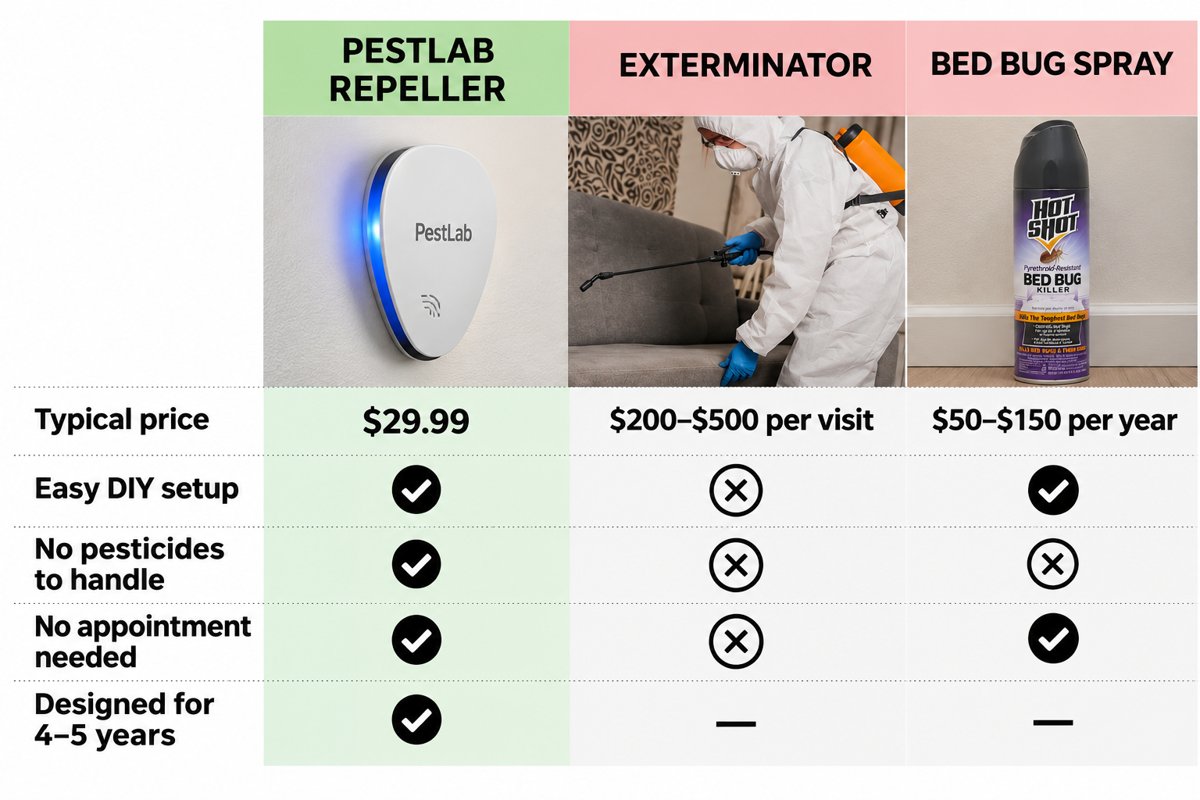 PESTLAB
REPELLER
EXTERMINATOR
BED BUG SPRAY
PestLab
HOT
SHOT
Pyrethroid-Resistant
BED BUG
KILLER
The Toughest Bed Bugs
Typical price
$29.99
$200–$500 per visit
$50–$150 per year
Easy DIY setup
No pesticides
to handle
No appointment
needed
Designed for
4–5 years